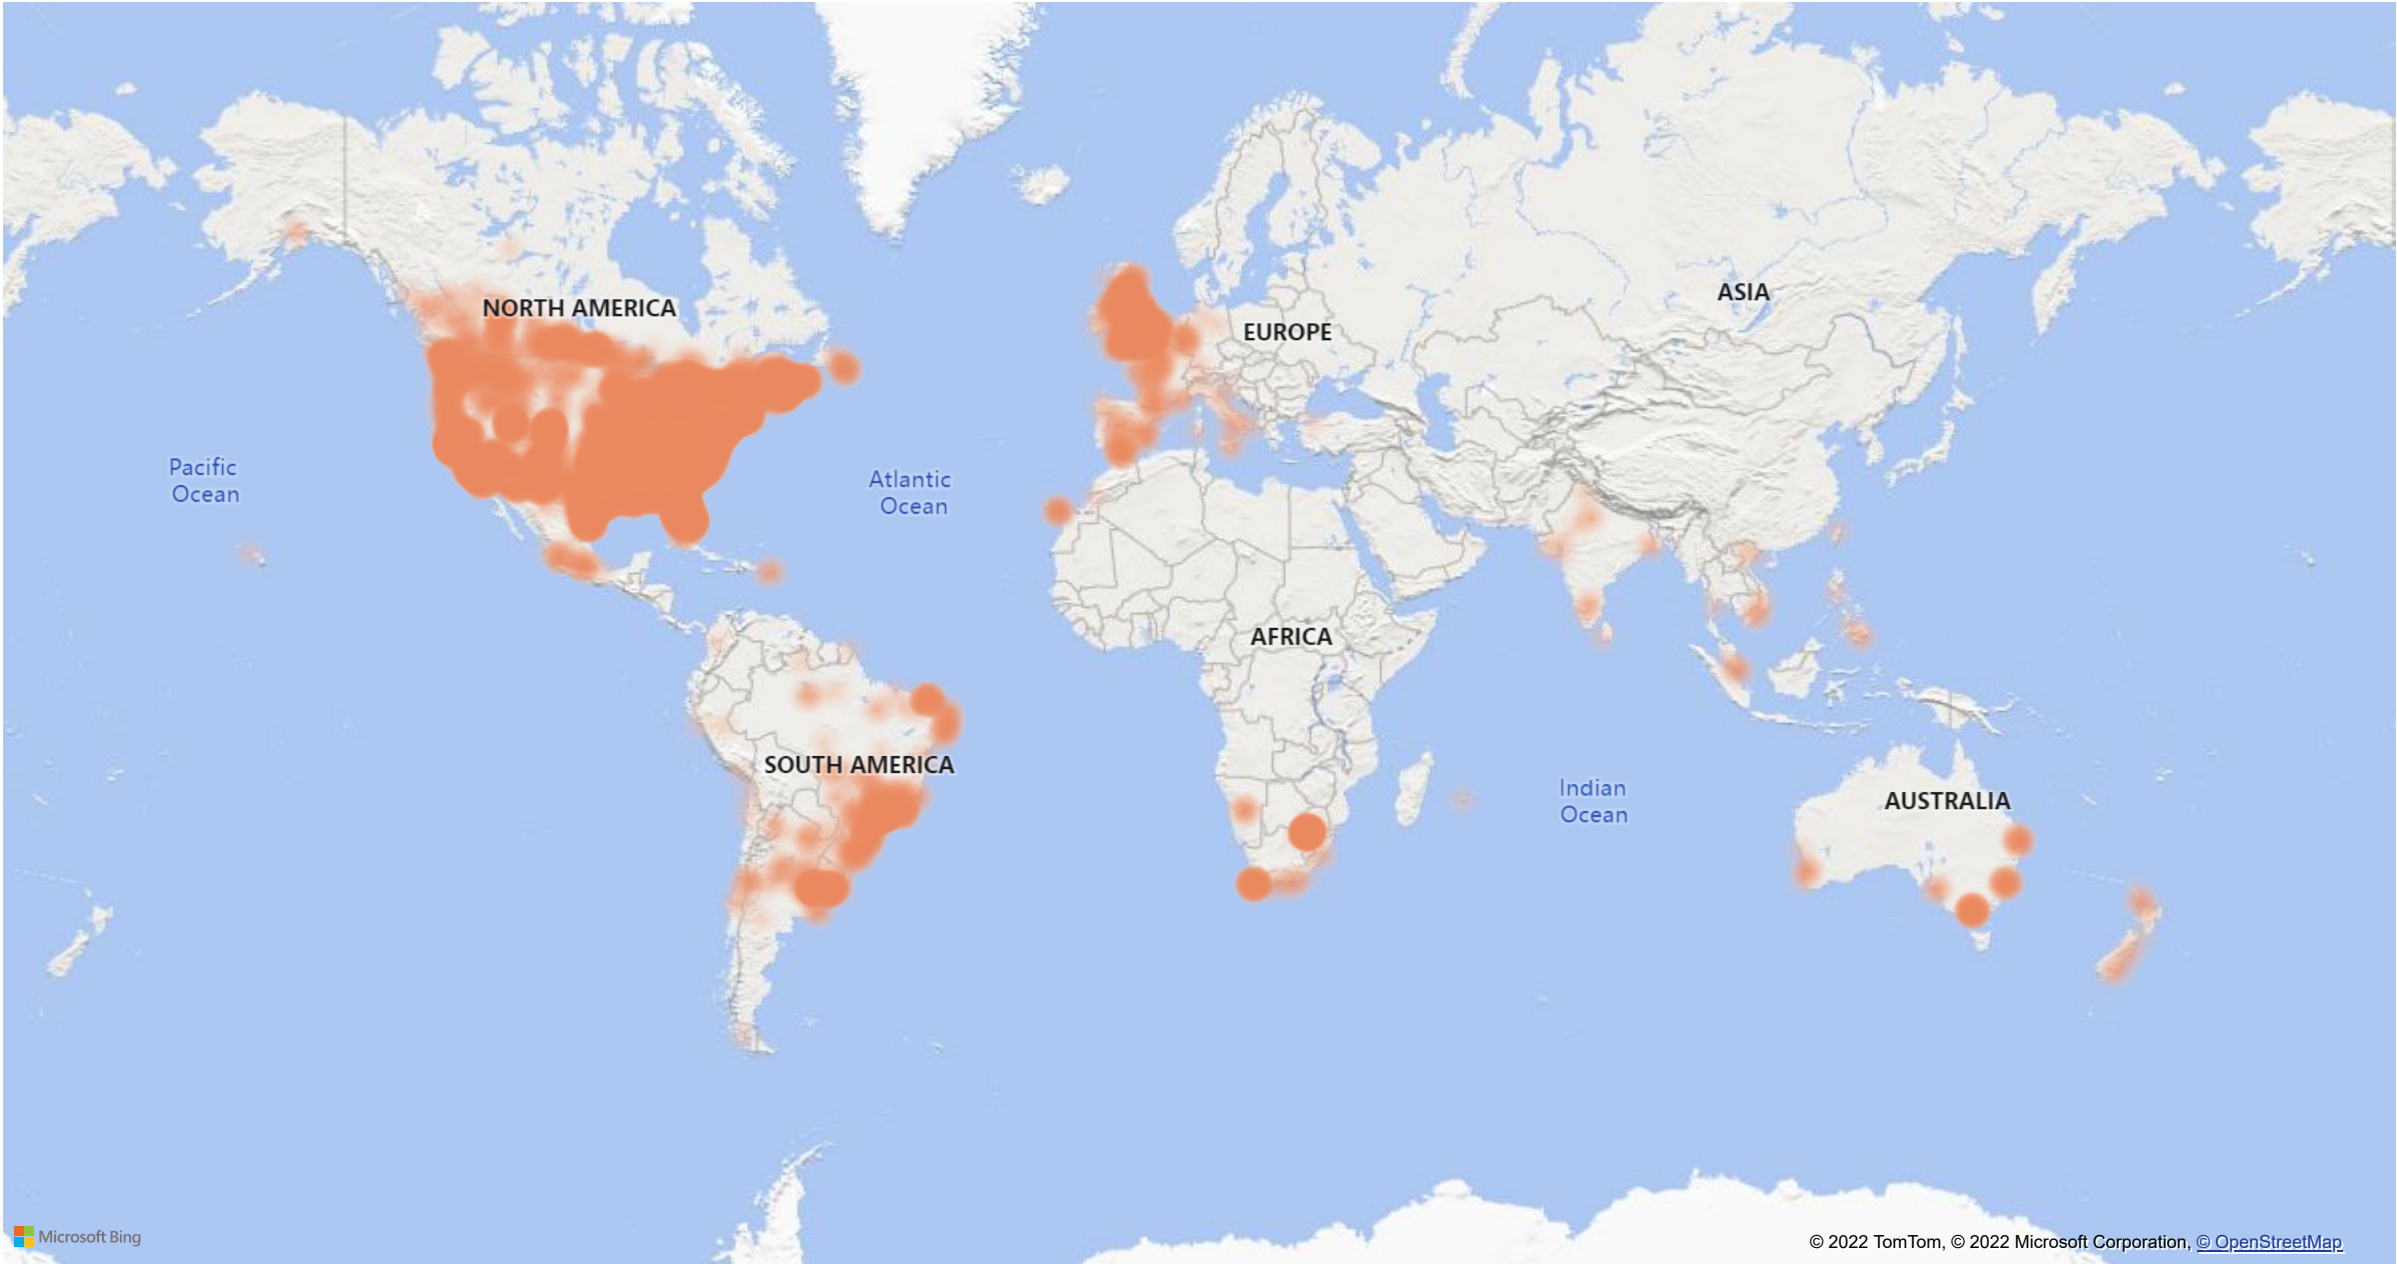 NORTH AMERICA
EUROPE
ASIA
Pacific
Ocean
Atlantic
Ocean
AFRICA
SOUTH AMERICA
Indian
Ocean
AUSTRALIA
Microsoft Bing
© 2022 TomTom, © 2022 Microsoft Corporation, © OpenStreetMap